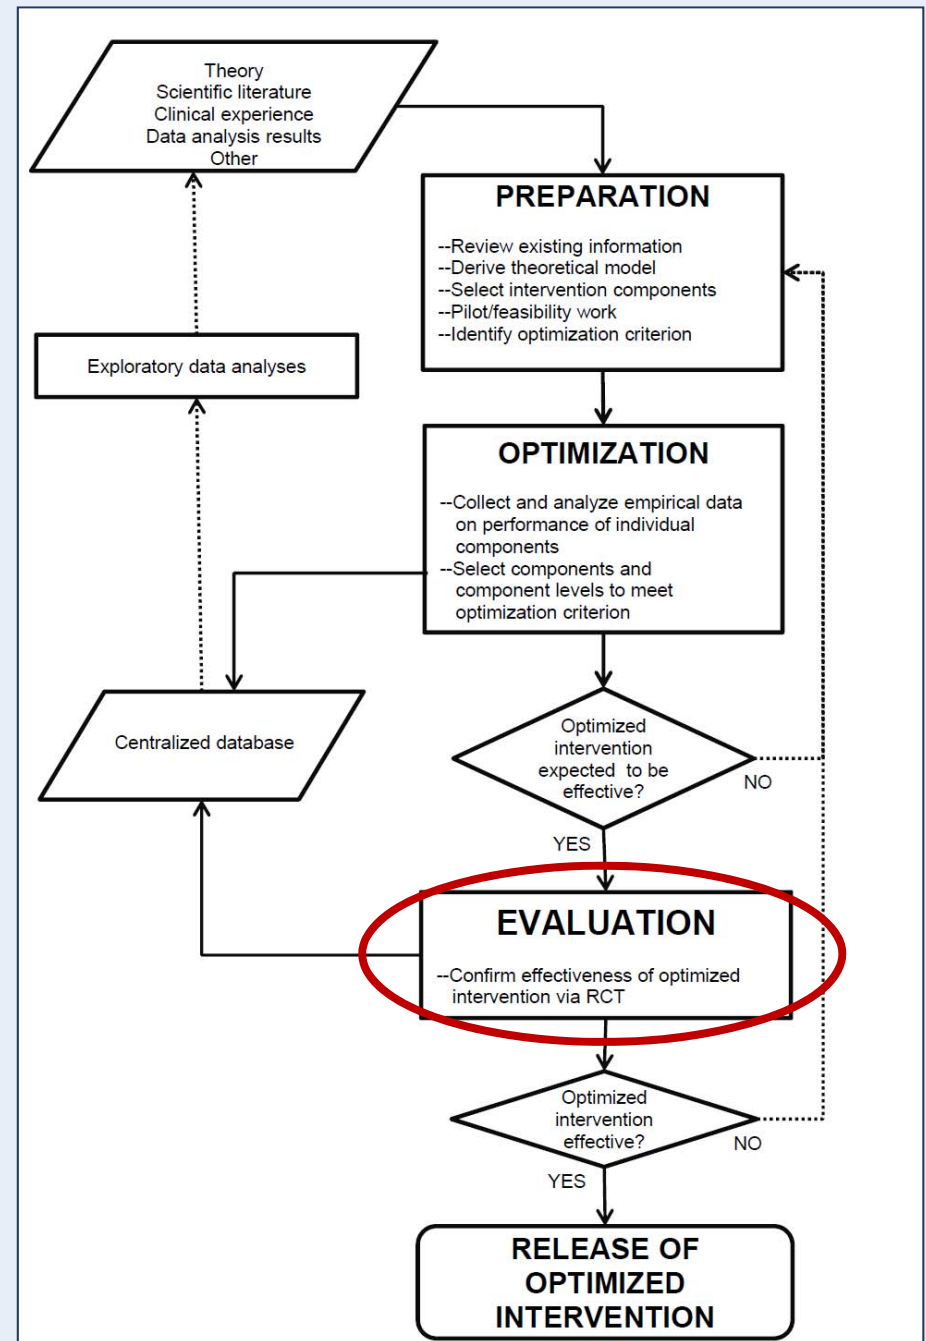 Theory
Scientific literature
Clinical experience
Data analysis results
Other
PREPARATION
--Review existing information
--Derive theoretical model
--Select intervention components
--Pilot/feasibility work
--Identify optimization criterion
Exploratory data analyses
OPTIMIZATION
--Collect and analyze empirical data
on performance of individual
components
--Select components and
component levels to meet
optimization criterion
Centralized database
Optimized
intervention
expected to be
effective?
NO
YES
EVALUATION
--Confirm effectiveness of optimized
intervention via RCT
Optimized
intervention
effective?
NO
YES
RELEASE OF
OPTIMIZED
INTERVENTION